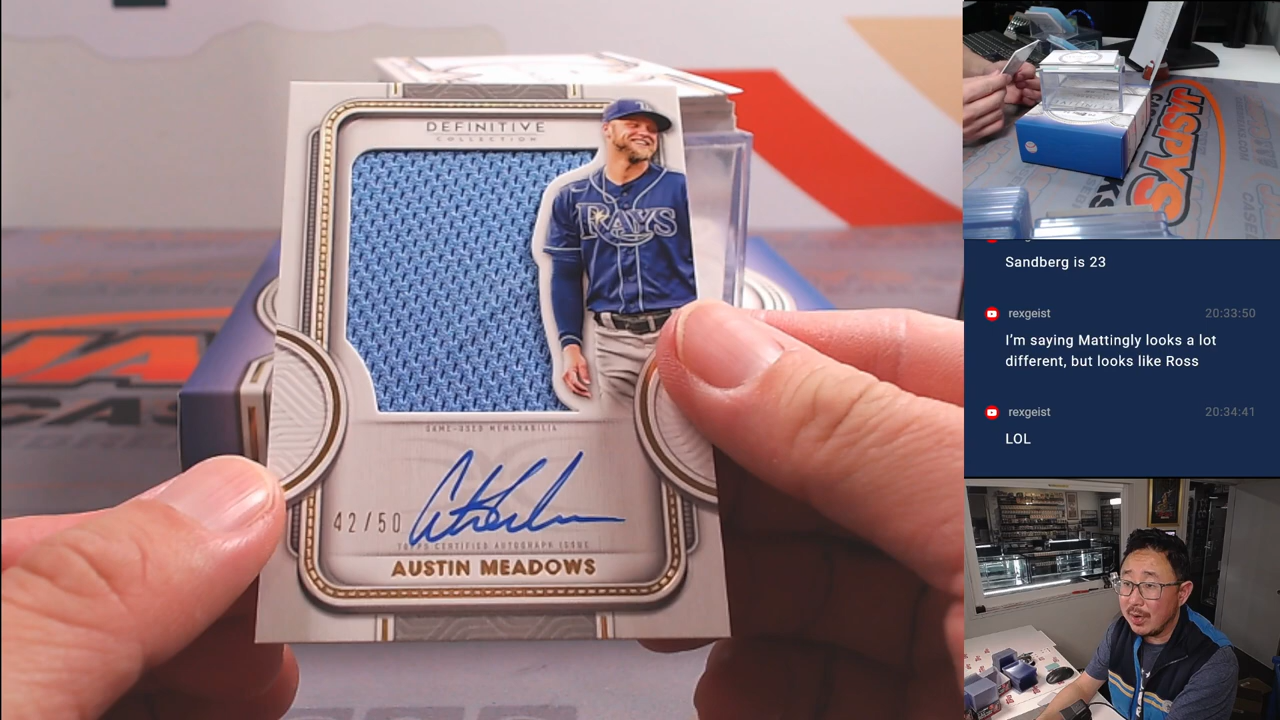 DEFINITIVE
COLLECTION
RAYS
GAME-USED MEMORABILIA
42/50
TOPPS CERTIFIED AUTOGRAPH ISSUE
AUSTIN MEADOWS
JASPYS
Sandberg is 23
rexgeist 20:33:50
I'm saying Mattingly looks a lot
different, but looks like Ross
rexgeist 20:34:41
LOL